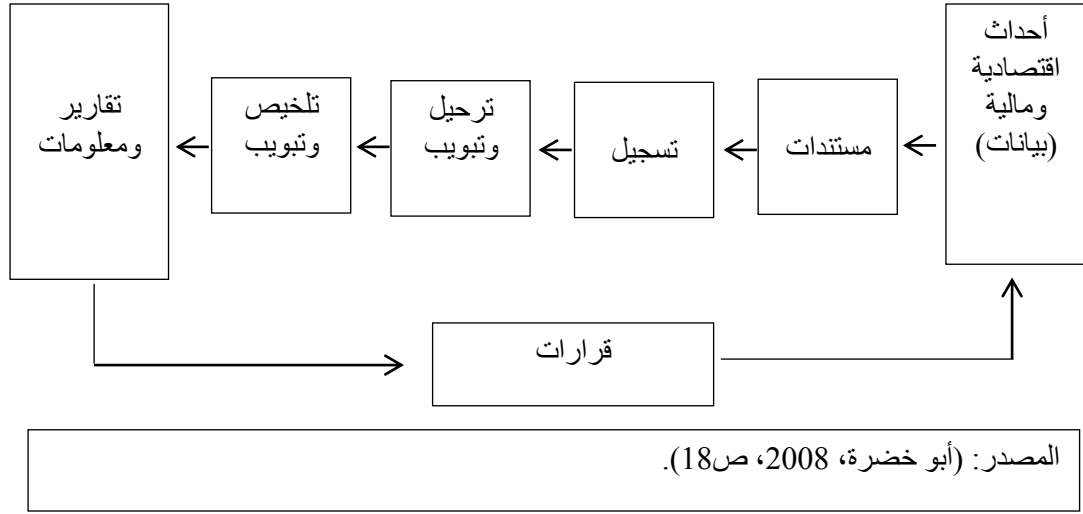 أحداث
اقتصادية
ومالية
(بيانات)
مستندات
تسجيل
ترحيل
وتبويب
تلخيص
وتبويب
تقارير
ومعلومات
قرارات
المصدر: (أبو خضرة، 2008، ص18).